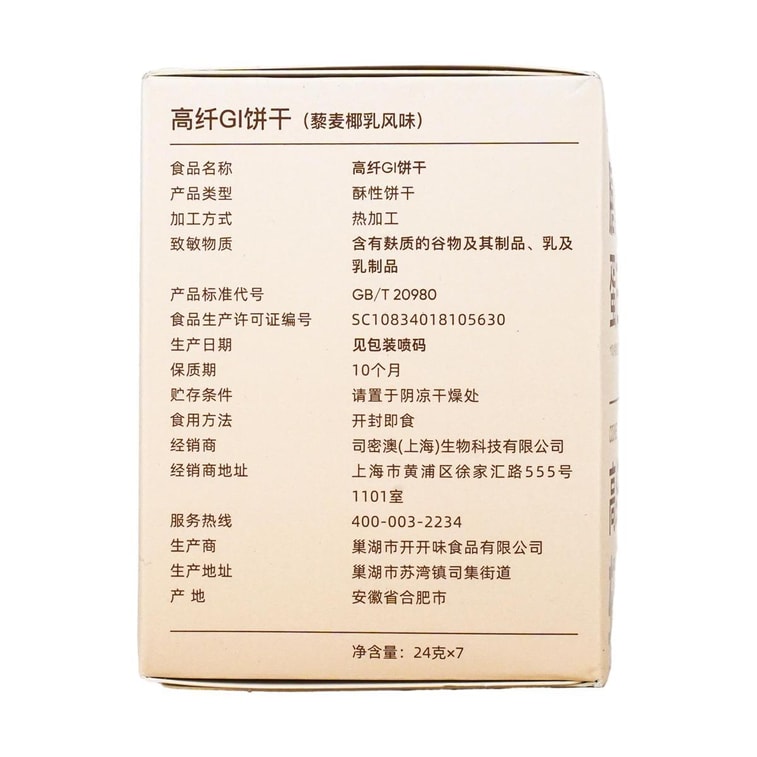 高纤GI饼干（藜麦椰乳风味）
食品名称 高纤GI饼干
产品类型 酥性饼干
加工方式 热加工
致敏物质 含有麸质的谷物及其制品、乳及
乳制品
产品标准代号 GB/T 20980
食品生产许可证编号 SC10834018105630
生产日期 见包装喷码
保质期 10个月
贮存条件 请置于阴凉干燥处
食用方法 开封即食
经销商 司密澳(上海)生物科技有限公司
经销商地址 上海市黄浦区徐家汇路555号
1101室
服务热线 400-003-2234
生产商 巢湖市开开味食品有限公司
生产地址 巢湖市苏湾镇司集街道
产 地 安徽省合肥市
净含量：24克×7